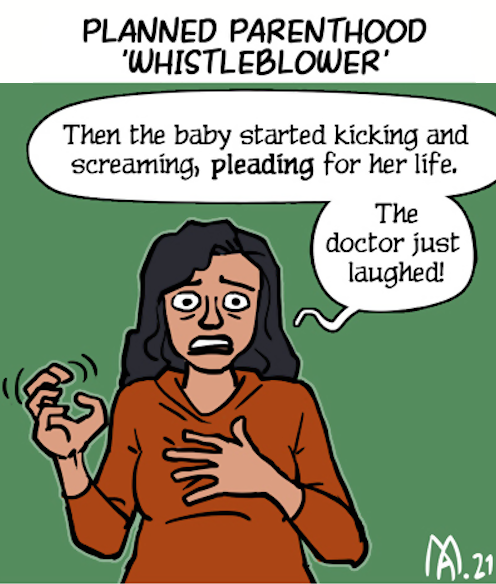 PLANNED PARENTHOOD
'WHISTLEBLOWER'
Then the baby started kicking and
screaming, pleading for her life.
The
doctor just
laughed!
MA.21